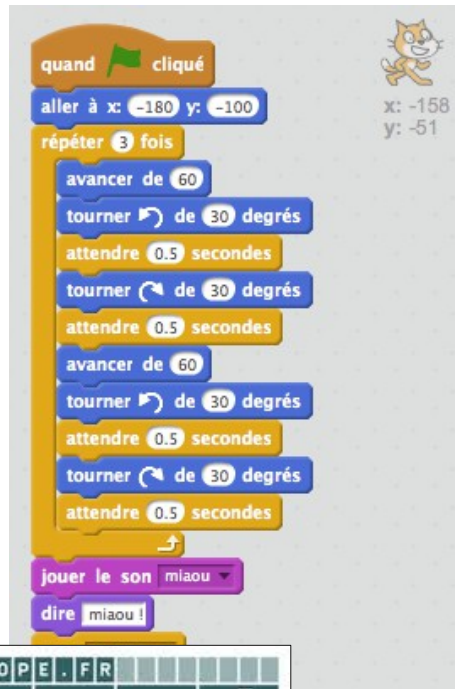 quand cliqué
aller à x: -180 y: -100
répéter 3 fois
avancer de 60
tourner de 30 degrés
attendre 0.5 secondes
tourner de 30 degrés
attendre 0.5 secondes
avancer de 60
tourner de 30 degrés
attendre 0.5 secondes
tourner de 30 degrés
attendre 0.5 secondes
jouer le son miaou
dire miaou !
x: -158
y: -51
OPE.FR